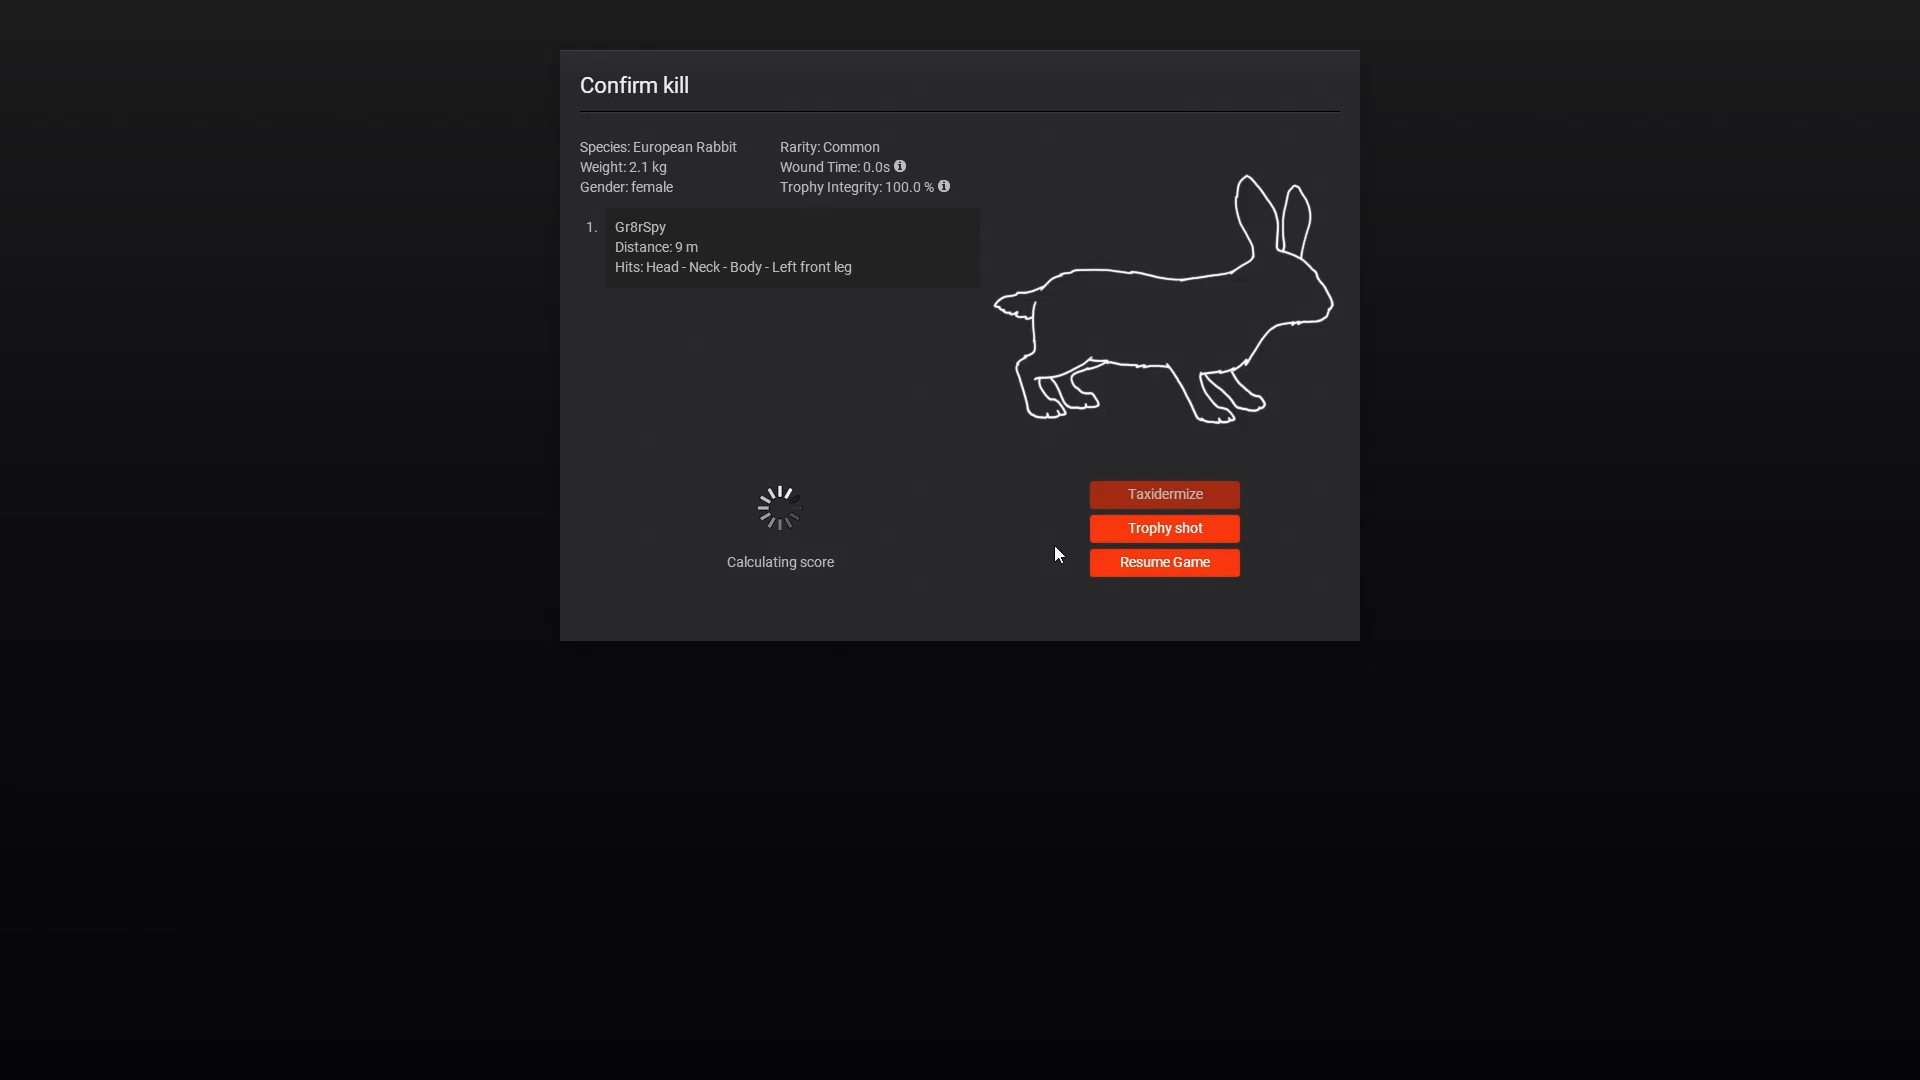 Confirm kill
Species: European Rabbit
Weight: 2.1 kg
Gender: female
Rarity: Common
Wound Time: 0.0s
Trophy Integrity: 100.0 %
1.
Gr8rSpy
Distance: 9 m
Hits: Head - Neck - Body - Left front leg
Calculating score
Taxidermize
Trophy shot
Resume Game